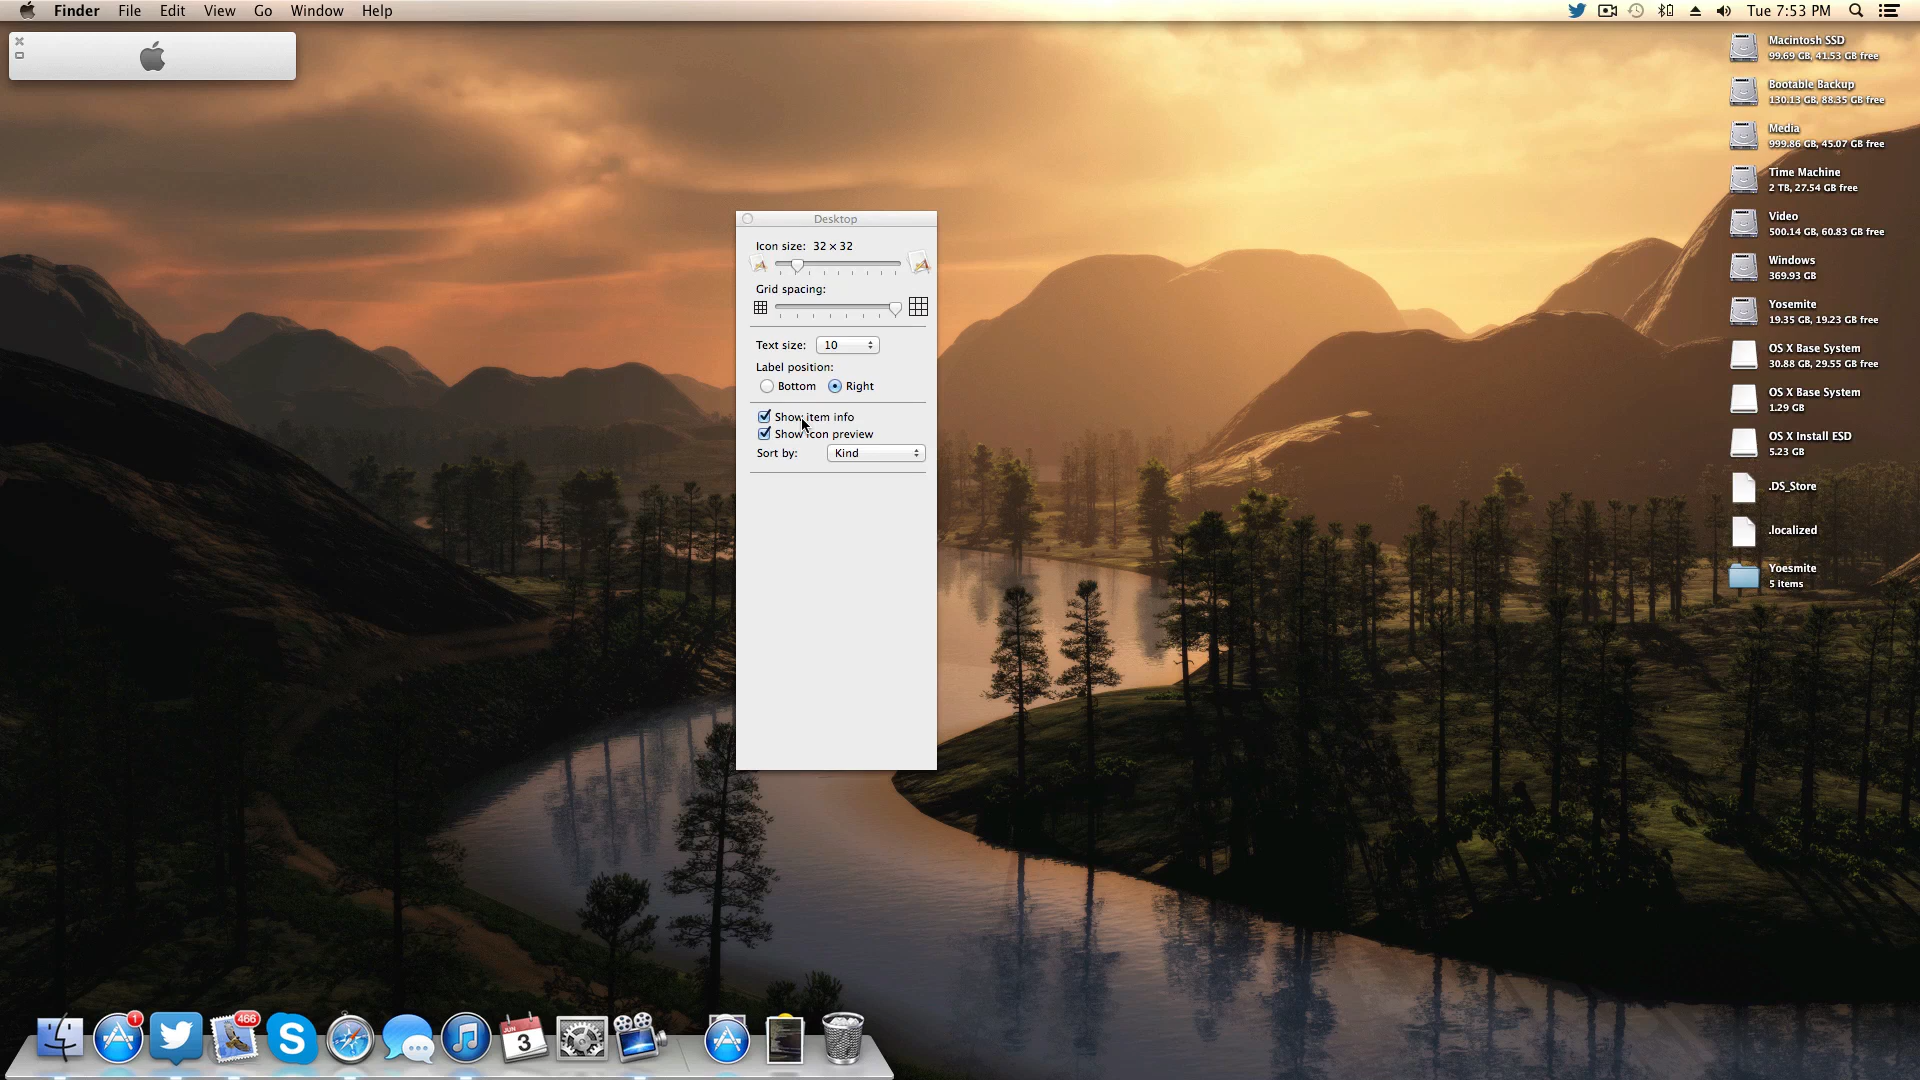 Finder File Edit View Go Window Help
Tue 7:53 PM
Desktop
Icon size: 32 × 32
Grid spacing:
Text size: 10
Label position:
Bottom Right
Show item info
Show icon preview
Sort by: Kind
Macintosh SSD
99.69 GB, 41.53 GB free
Bootable Backup
130.13 GB, 88.35 GB free
Media
999.86 GB, 45.07 GB free
Time Machine
2 TB, 27.54 GB free
Video
500.14 GB, 60.83 GB free
Windows
369.93 GB
Yosemite
19.35 GB, 19.23 GB free
OS X Base System
30.88 GB, 29.55 GB free
OS X Base System
1.29 GB
OS X Install ESD
5.23 GB
.DS_Store
.localized
Yoesmite
5 items
1
466
JUN
3